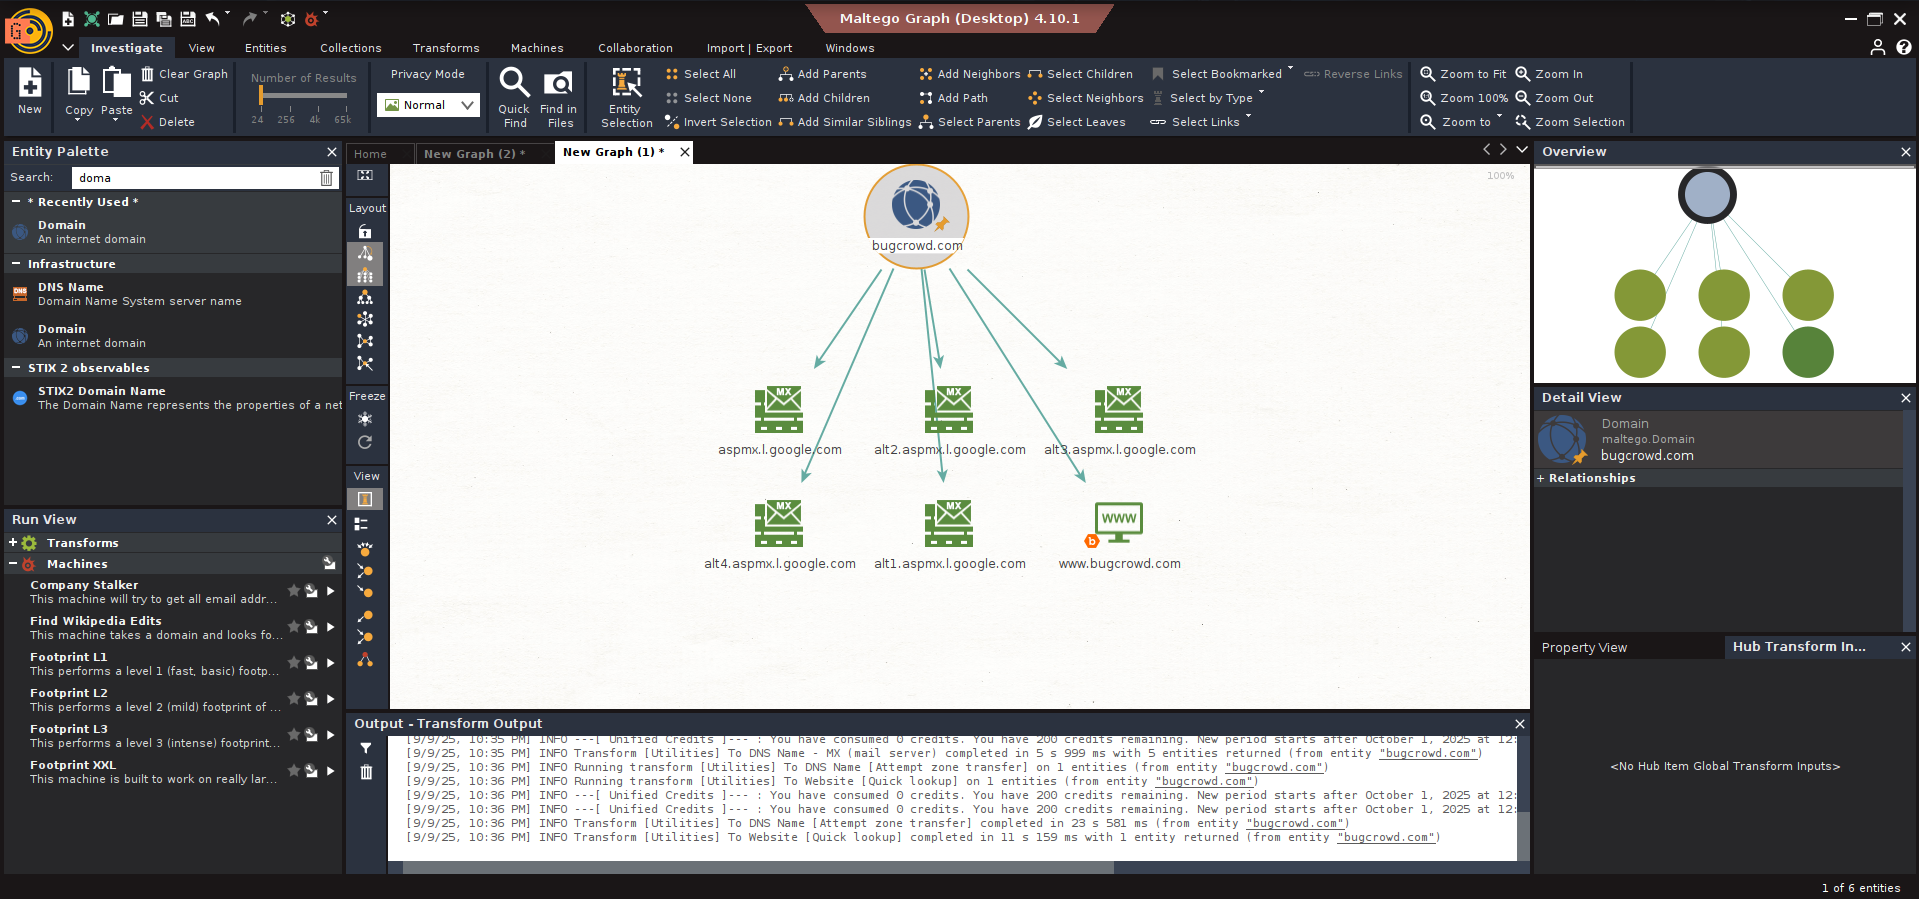 Maltego Graph (Desktop) 4.10.1
Investigate View Entities Collections Transforms Machines Collaboration Import | Export Windows
New
Copy
Paste
Clear Graph
Cut
Delete
Number of Results
24 256 4k 65k
Privacy Mode
Normal
Quick
Find
Find in
Files
Entity
Selection
Select All
Select None
Invert Selection
Add Parents
Add Children
Add Similar Siblings
Add Neighbors
Add Path
Select Parents
Select Children
Select Neighbors
Select Leaves
Select Bookmarked
Select by Type
Select Links
Reverse Links
Zoom to Fit
Zoom 100%
Zoom to
Zoom In
Zoom Out
Zoom Selection
Entity Palette
Search: doma
* Recently Used *
Domain
An internet domain
Infrastructure
DNS
DNS Name
Domain Name System server name
Domain
An internet domain
STIX 2 observables
STIX2 Domain Name
The Domain Name represents the properties of a net
Run View
Transforms
Machines
Company Stalker
This machine will try to get all email addr...
Find Wikipedia Edits
This machine takes a domain and looks fo...
Footprint L1
This performs a level 1 (fast, basic) footp...
Footprint L2
This performs a level 2 (mild) footprint of ...
Footprint L3
This performs a level 3 (intense) footprint...
Footprint XXL
This machine is built to work on really lar...
Home New Graph (2) * New Graph (1) *
Layout
Freeze
View
100%
bugcrowd.com
MX MX MX
aspmx.l.google.com alt2.aspmx.l.google.com alt3.aspmx.l.google.com
MX MX WWW
b
alt4.aspmx.l.google.com alt1.aspmx.l.google.com www.bugcrowd.com
Output - Transform Output
[9/9/25, 10:35 PM] INFO ---[ Unified Credits ]--- : You have consumed 0 credits. You have 200 credits remaining. New period starts after October 1, 2025 at 12:
[9/9/25, 10:35 PM] INFO Transform [Utilities] To DNS Name - MX (mail server) completed in 5 s 999 ms with 5 entities returned (from entity "bugcrowd.com")
[9/9/25, 10:36 PM] INFO Running transform [Utilities] To DNS Name [Attempt zone transfer] on 1 entities (from entity "bugcrowd.com")
[9/9/25, 10:36 PM] INFO Running transform [Utilities] To Website [Quick lookup] on 1 entities (from entity "bugcrowd.com")
[9/9/25, 10:36 PM] INFO ---[ Unified Credits ]--- : You have consumed 0 credits. You have 200 credits remaining. New period starts after October 1, 2025 at 12:
[9/9/25, 10:36 PM] INFO ---[ Unified Credits ]--- : You have consumed 0 credits. You have 200 credits remaining. New period starts after October 1, 2025 at 12:
[9/9/25, 10:36 PM] INFO Transform [Utilities] To DNS Name [Attempt zone transfer] completed in 23 s 581 ms (from entity "bugcrowd.com")
[9/9/25, 10:36 PM] INFO Transform [Utilities] To Website [Quick lookup] completed in 11 s 159 ms with 1 entity returned (from entity "bugcrowd.com")
Overview
Detail View
Domain
maltego.Domain
bugcrowd.com
+ Relationships
Property View Hub Transform In...
<No Hub Item Global Transform Inputs>
1 of 6 entities